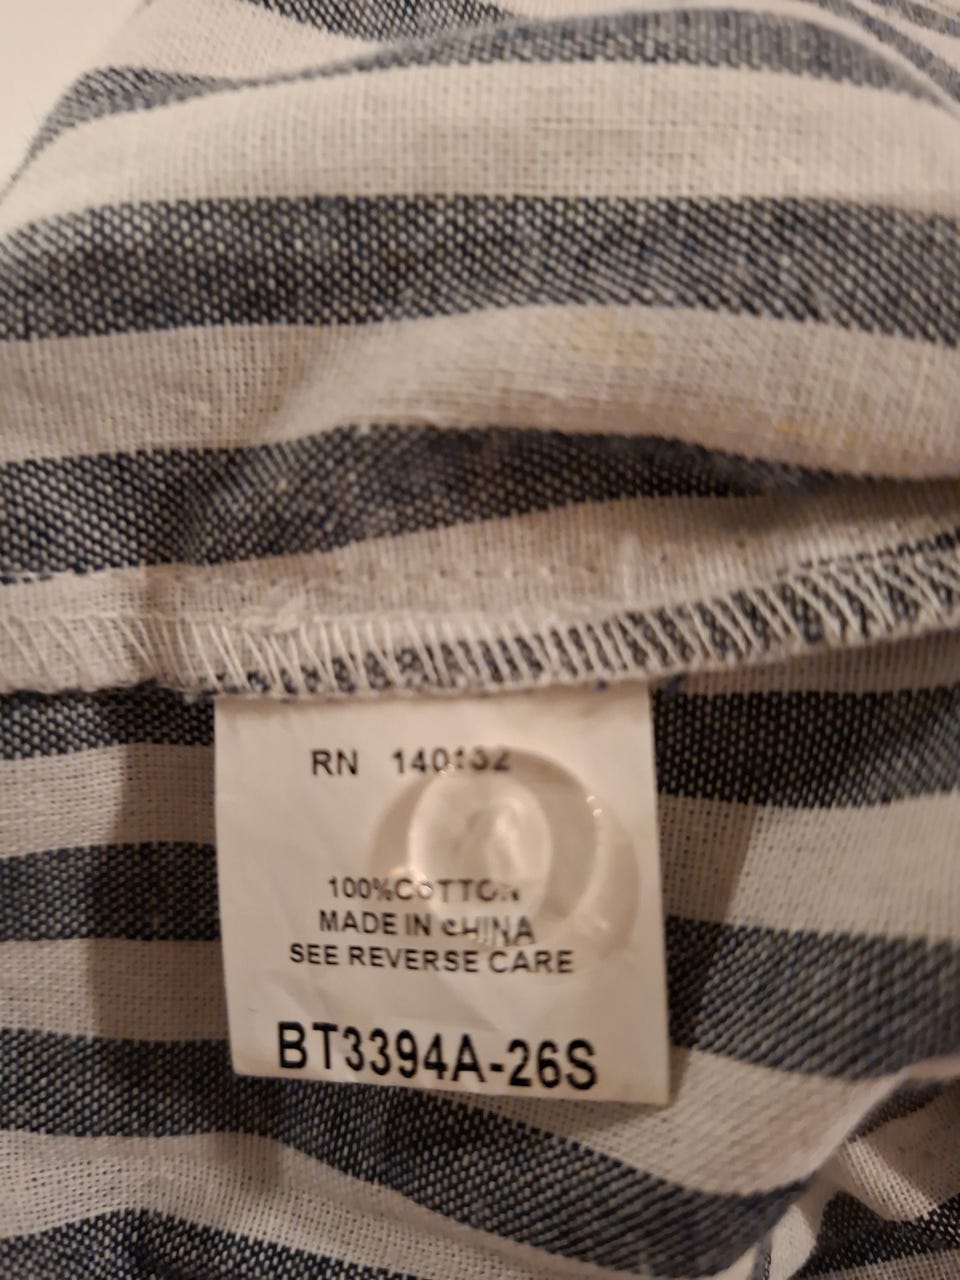 RN 140132
100%COTTON
MADE IN CHINA
SEE REVERSE CARE
BT3394A-26S